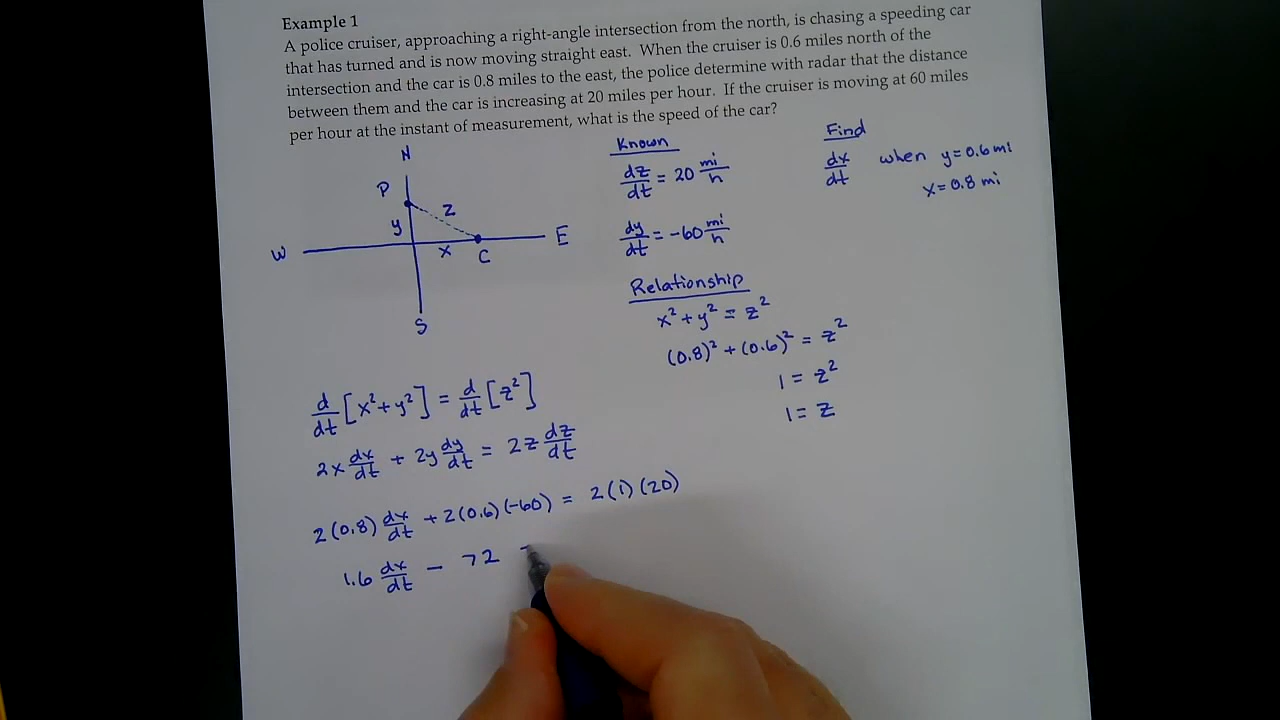 Example 1
A police cruiser, approaching a right-angle intersection from the north, is chasing a speeding car
that has turned and is now moving straight east. When the cruiser is 0.6 miles north of the
intersection and the car is 0.8 miles to the east, the police determine with radar that the distance
between them and the car is increasing at 20 miles per hour. If the cruiser is moving at 60 miles
per hour at the instant of measurement, what is the speed of the car?
N
P
z
y
W
x
C
E
S
Known
dz/dt = 20 mi/h
dy/dt = -60 mi/h
Find
dx/dt when y=0.6 mi
x=0.8 mi
Relationship
x² + y² = z²
(0.8)² + (0.6)² = z²
1 = z²
1 = z
d/dt [x²+y²] = d/dt [z²]
2x dx/dt + 2y dy/dt = 2z dz/dt
2(0.8) dx/dt + 2(0.6)(-60) = 2(1)(20)
1.6 dx/dt - 72